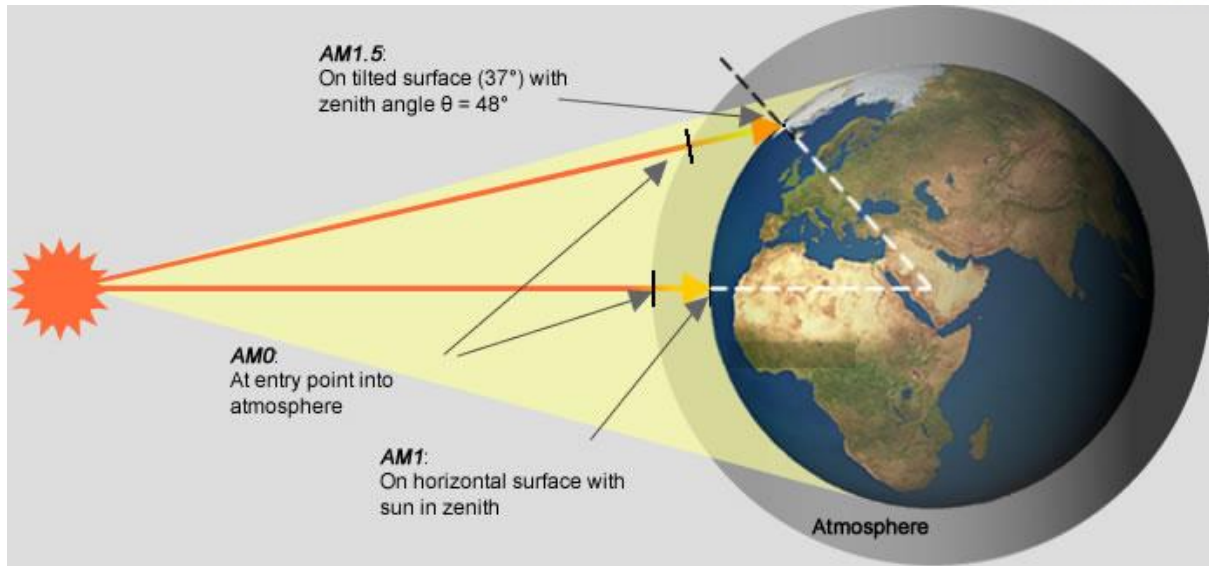 AM1.5:
On tilted surface (37°) with
zenith angle θ = 48°
AM0:
At entry point into
atmosphere
AM1:
On horizontal surface with
sun in zenith
Atmosphere